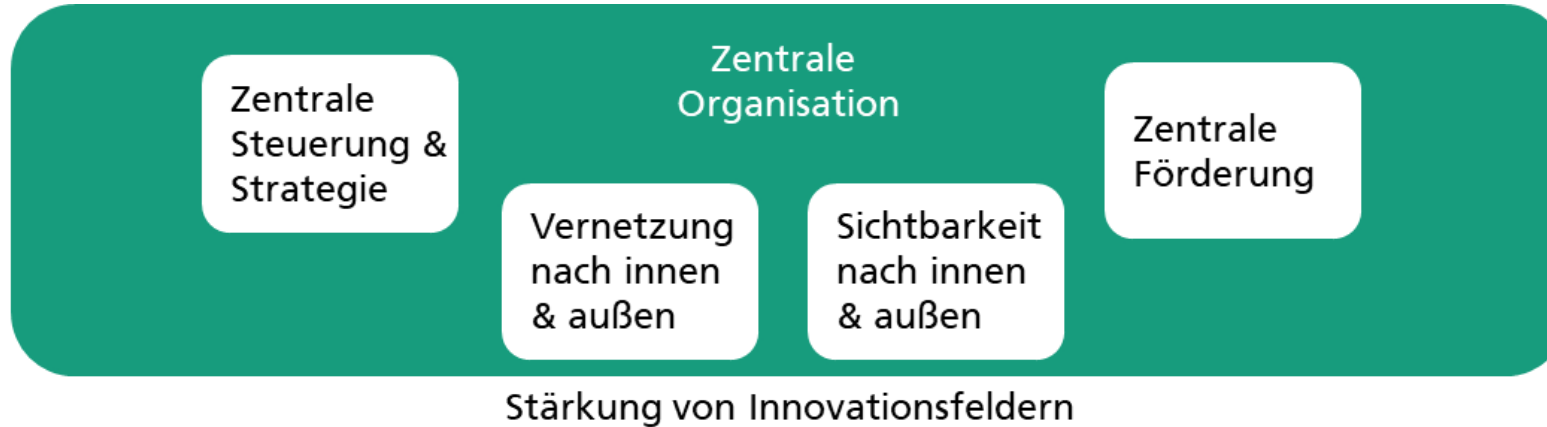 Zentrale
Organisation
Zentrale
Steuerung &
Strategie
Vernetzung
nach innen
& außen
Sichtbarkeit
nach innen
& außen
Zentrale
Förderung
Stärkung von Innovationsfeldern